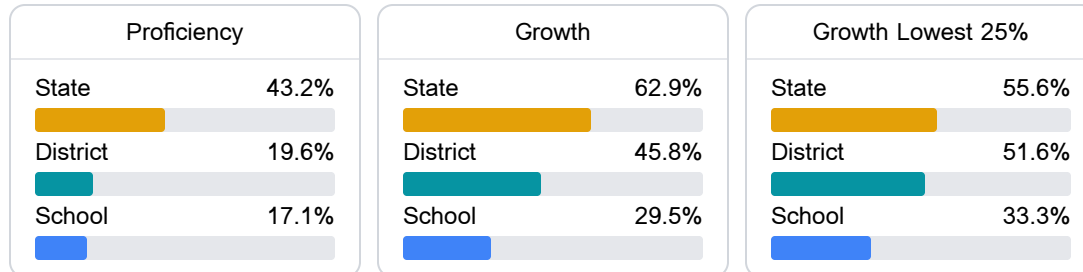 Proficiency
State 43.2%
District 19.6%
School 17.1%
Growth
State 62.9%
District 45.8%
School 29.5%
Growth Lowest 25%
State 55.6%
District 51.6%
School 33.3%